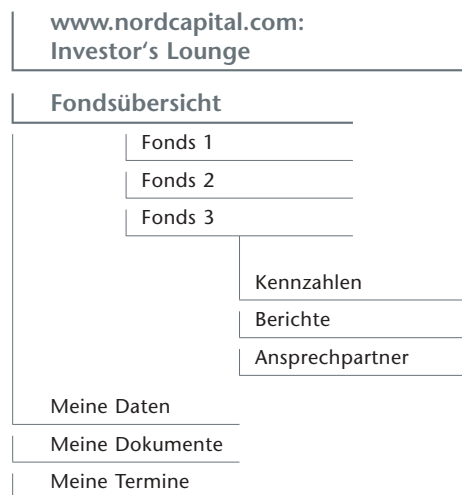 www.nordcapital.com:
Investor‘s Lounge
Fondsübersicht
Fonds 1
Fonds 2
Fonds 3
Kennzahlen
Berichte
Ansprechpartner
Meine Daten
Meine Dokumente
Meine Termine